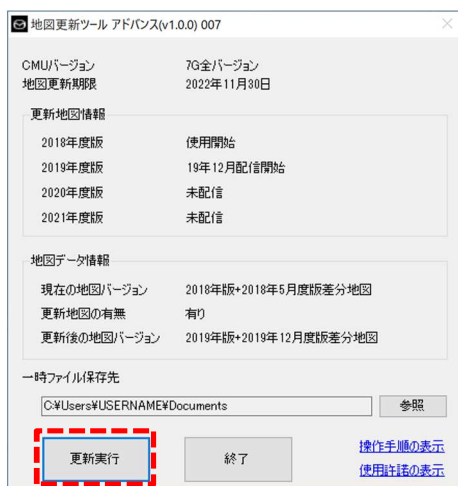 地図更新ツール アドバンス(v1.0.0) 007
CMUバージョン 7G全バージョン
地図更新期限 2022年11月30日
更新地図情報
2018年度版 使用開始
2019年度版 19年12月配信開始
2020年度版 未配信
2021年度版 未配信
地図データ情報
現在の地図バージョン 2018年版+2018年5月度版差分地図
更新地図の有無 有り
更新後の地図バージョン 2019年版+2019年12月度版差分地図
一時ファイル保存先
C:¥Users¥USERNAME¥Documents 参照
更新実行 終了 操作手順の表示
使用許諾の表示